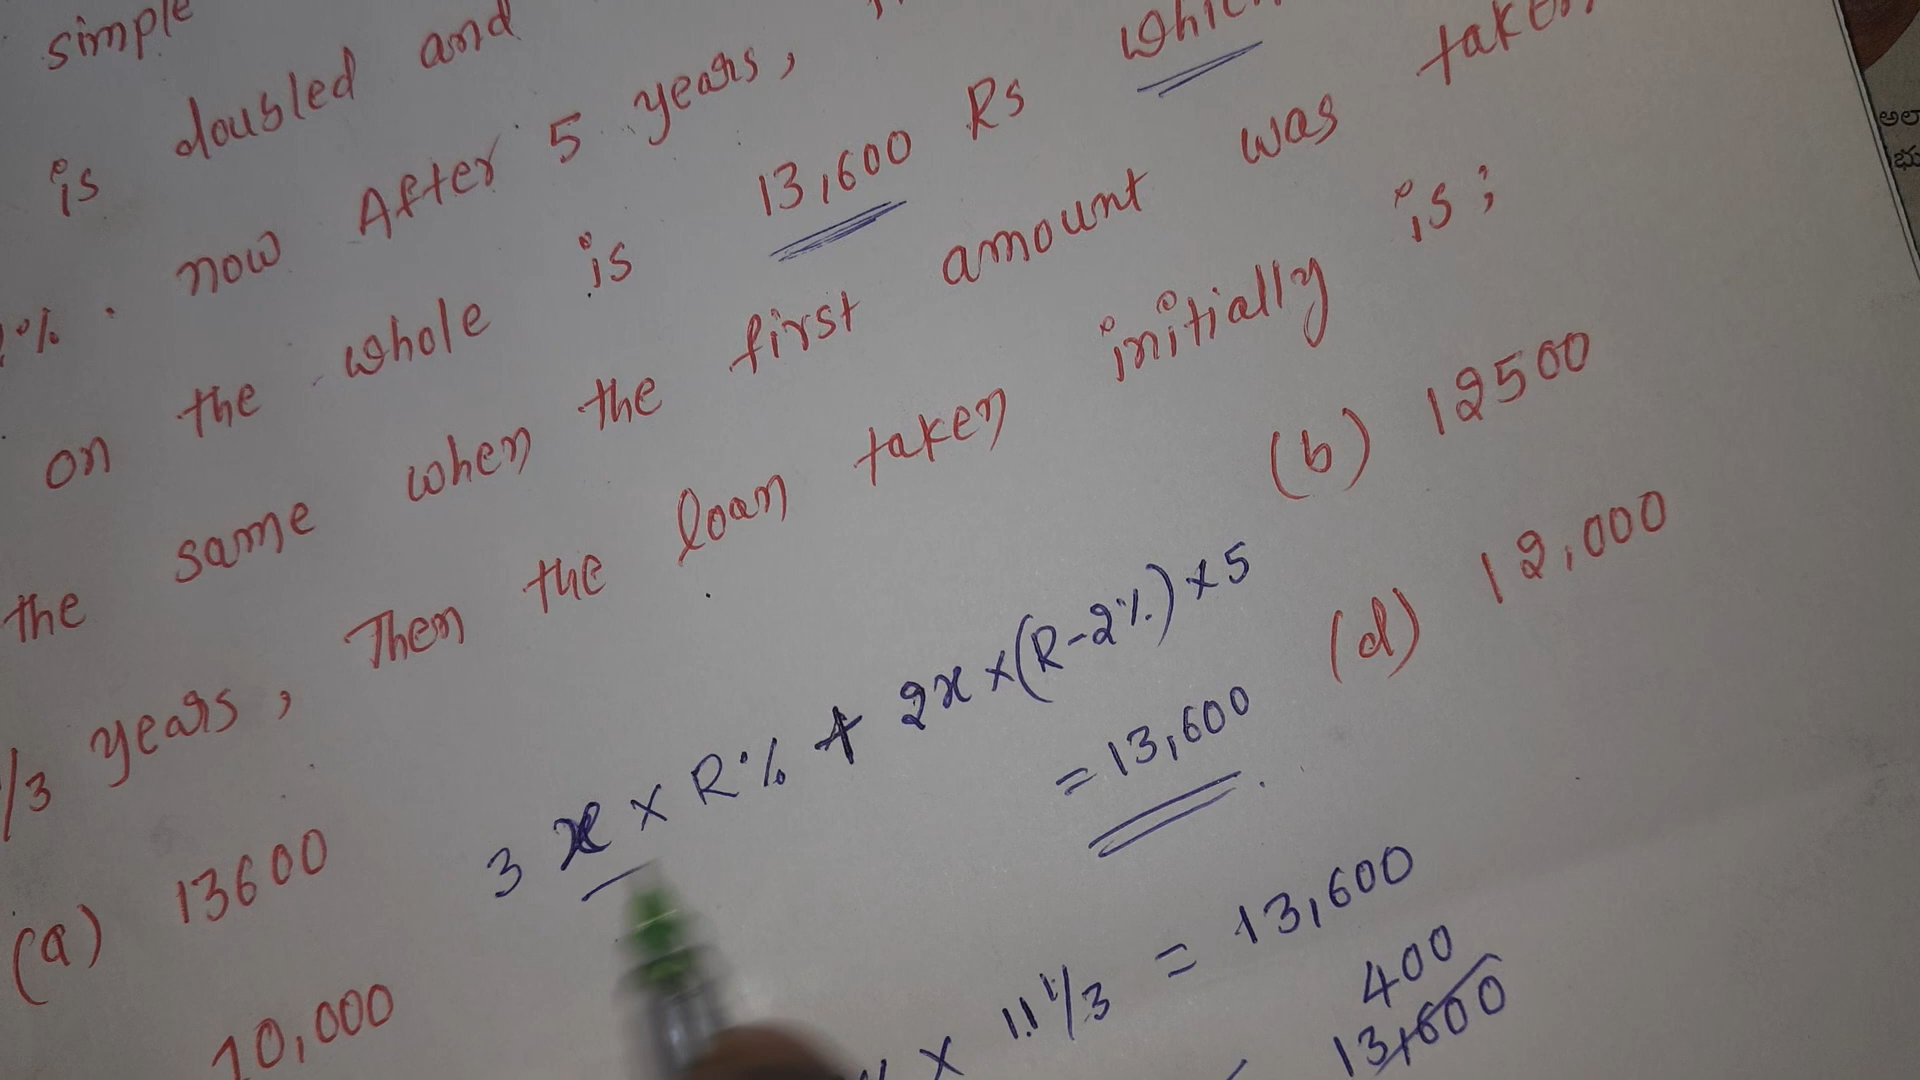 simple
is doubled and
now After 5 years,
on the whole is 13,600 Rs which
the same when the first amount was taken
1/3 years, Then the loan taken initially is;
(a) 13600
(b) 12500
10,000
(d) 12,000
3 x × R% + 2x × (R-2%) × 5
= 13,600
× 11 1/3 = 13,600
400
13,600